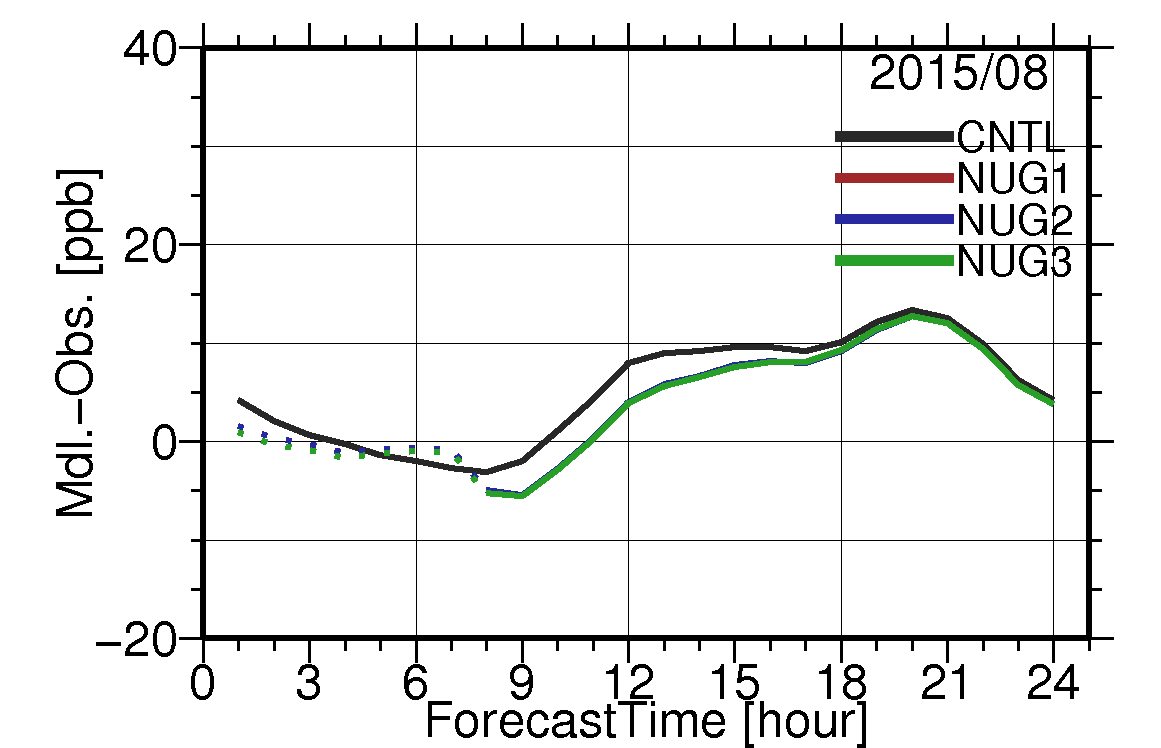 2015/08
CNTL
NUG1
NUG2
NUG3
Mdl.−Obs. [ppb]
40
20
0
−20
0 3 6 9 12 15 18 21 24
ForecastTime [hour]